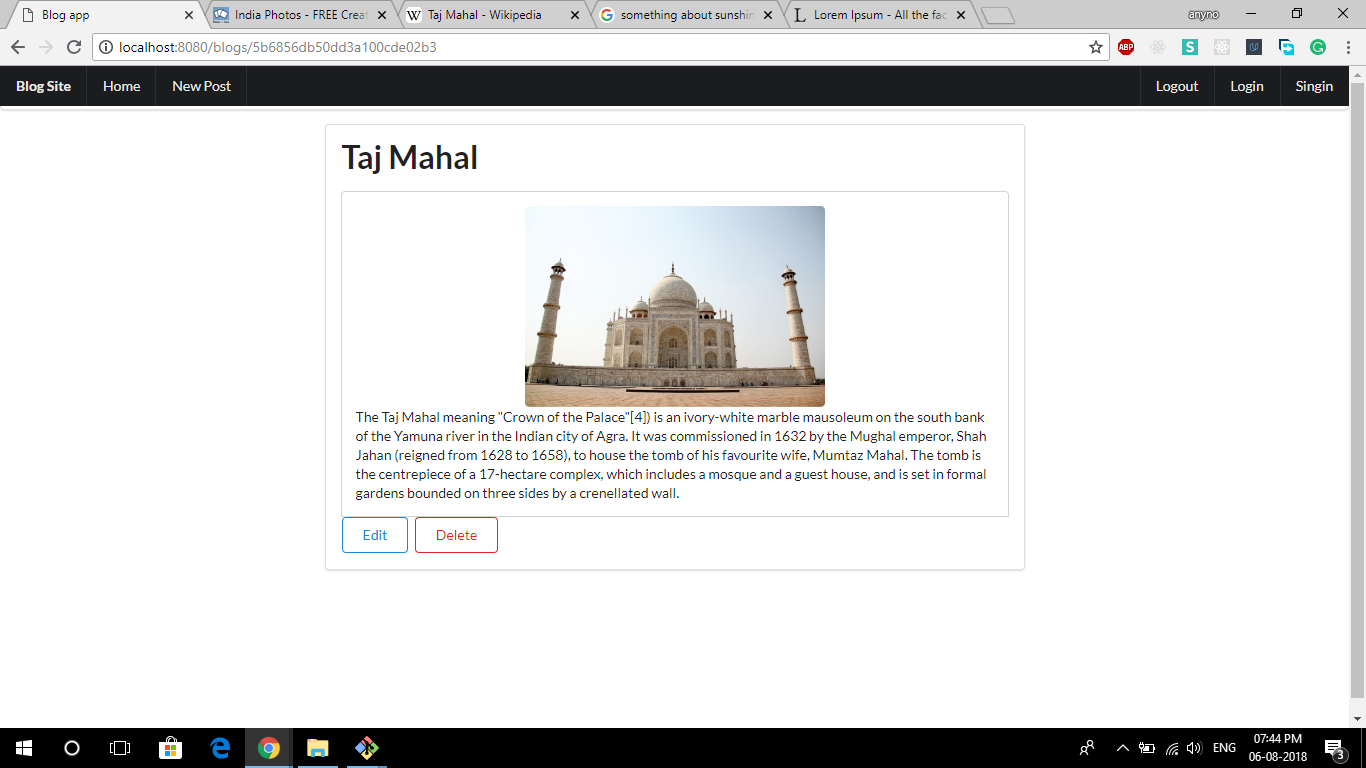 Blog app
India Photos - FREE Creat
Taj Mahal - Wikipedia
something about sunshin
Lorem Ipsum - All the fac
anyno
localhost:8080/blogs/5b6856db50dd3a100cde02b3
ABP
Blog Site
Home
New Post
Logout
Login
Singin
Taj Mahal
The Taj Mahal meaning "Crown of the Palace"[4]) is an ivory-white marble mausoleum on the south bank
of the Yamuna river in the Indian city of Agra. It was commissioned in 1632 by the Mughal emperor, Shah
Jahan (reigned from 1628 to 1658), to house the tomb of his favourite wife, Mumtaz Mahal. The tomb is
the centrepiece of a 17-hectare complex, which includes a mosque and a guest house, and is set in formal
gardens bounded on three sides by a crenellated wall.
Edit
Delete
ENG
07:44 PM
06-08-2018
3